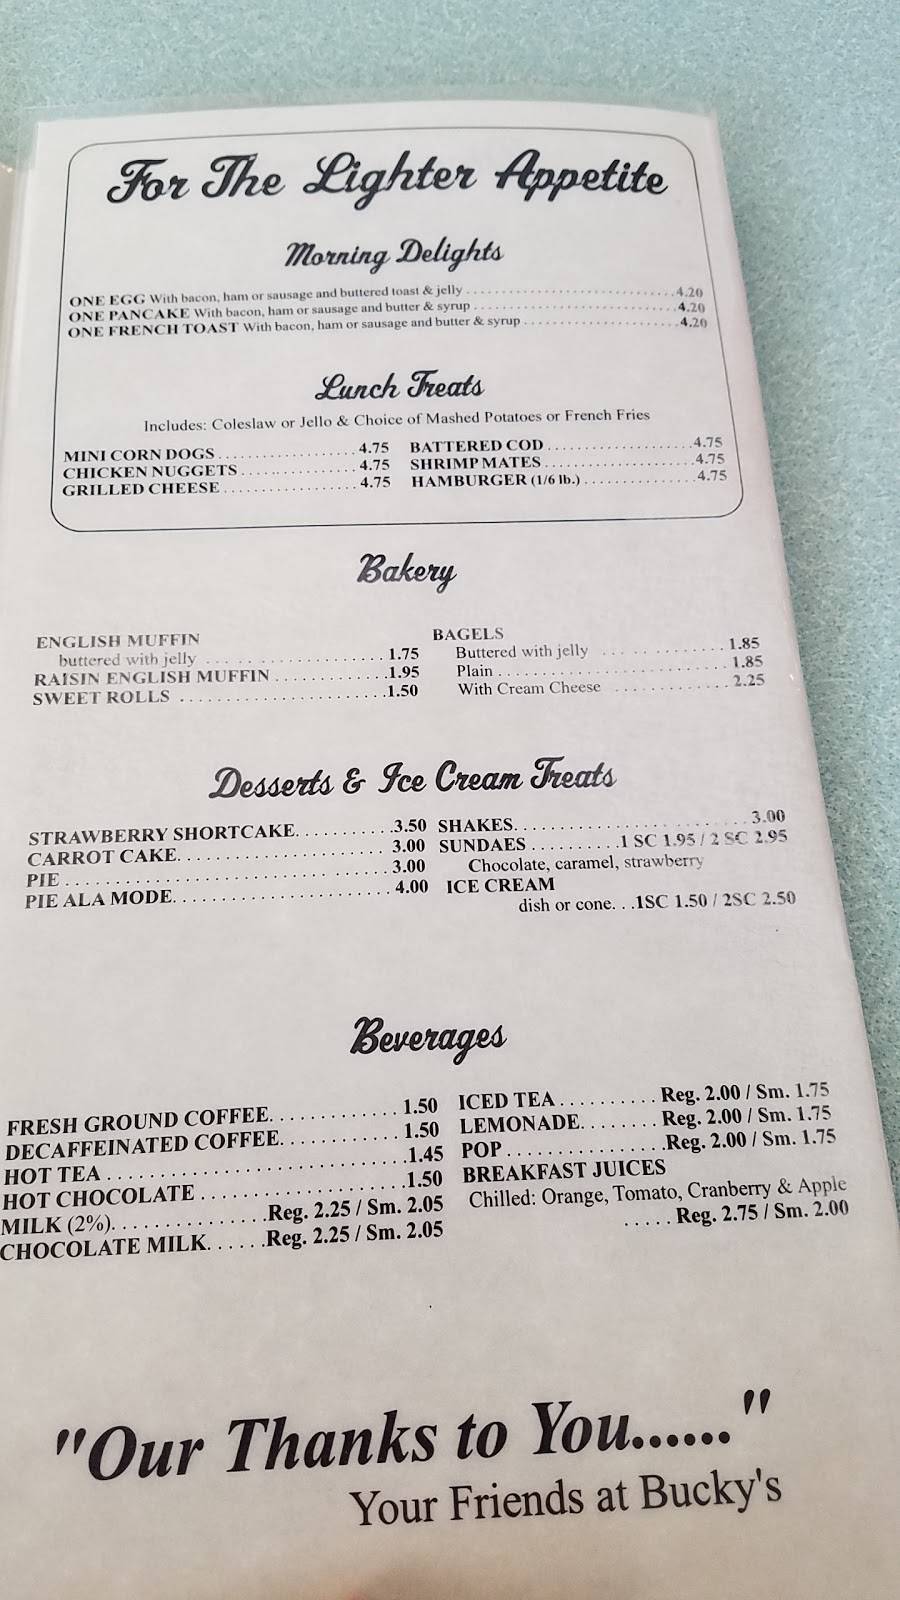 For The Lighter Appetite
Morning Delights
ONE EGG With bacon, ham or sausage and buttered toast & jelly . . . . . . . . . . . . . . . . . . . . . . . . . . . . . 4.20
ONE PANCAKE With bacon, ham or sausage and butter & syrup . . . . . . . . . . . . . . . . . . . . . . . . . . . . 4.20
ONE FRENCH TOAST With bacon, ham or sausage and butter & syrup . . . . . . . . . . . . . . . . . . . . . . 4.20
Lunch Treats
Includes: Coleslaw or Jello & Choice of Mashed Potatoes or French Fries
MINI CORN DOGS . . . . . . . . . . . . . . . . . . . 4.75
CHICKEN NUGGETS . . . . . . . . . . . . . . . . 4.75
GRILLED CHEESE . . . . . . . . . . . . . . . . . . . 4.75
BATTERED COD . . . . . . . . . . . . . . . . . . . . 4.75
SHRIMP MATES . . . . . . . . . . . . . . . . . . . . . 4.75
HAMBURGER (1/6 lb.) . . . . . . . . . . . . . . . 4.75
Bakery
ENGLISH MUFFIN
buttered with jelly . . . . . . . . . . . . . . . . . . . 1.75
RAISIN ENGLISH MUFFIN . . . . . . . . . . . . . 1.95
SWEET ROLLS . . . . . . . . . . . . . . . . . . . . . . .1.50
BAGELS
Buttered with jelly . . . . . . . . . . . . . 1.85
Plain . . . . . . . . . . . . . . . . . . . . . . . . . . 1.85
With Cream Cheese . . . . . . . . . . . . . 2.25
Desserts & Ice Cream Treats
STRAWBERRY SHORTCAKE. . . . . . . . . . .3.50
CARROT CAKE. . . . . . . . . . . . . . . . . . . . . . . 3.00
PIE . . . . . . . . . . . . . . . . . . . . . . . . . . . . . . . . . . 3.00
PIE ALA MODE. . . . . . . . . . . . . . . . . . . . . . . 4.00
SHAKES. . . . . . . . . . . . . . . . . . . . . . . . . 3.00
SUNDAES . . . . . . . . . .1 SC 1.95 / 2 SC 2.95
Chocolate, caramel, strawberry
ICE CREAM
dish or cone. . .1SC 1.50 / 2SC 2.50
Beverages
FRESH GROUND COFFEE. . . . . . . . . . . . . 1.50
DECAFFEINATED COFFEE. . . . . . . . . . . . 1.50
HOT TEA . . . . . . . . . . . . . . . . . . . . . . . . . . . . . .1.45
HOT CHOCOLATE . . . . . . . . . . . . . . . . . . . .1.50
MILK (2%). . . . . . . . . . . . . . .Reg. 2.25 / Sm. 2.05
CHOCOLATE MILK. . . . . .Reg. 2.25 / Sm. 2.05
ICED TEA . . . . . . . . . . Reg. 2.00 / Sm. 1.75
LEMONADE. . . . . . . . Reg. 2.00 / Sm. 1.75
POP . . . . . . . . . . . . . . . .Reg. 2.00 / Sm. 1.75
BREAKFAST JUICES
Chilled: Orange, Tomato, Cranberry & Apple
. . . . . Reg. 2.75 / Sm. 2.00
"Our Thanks to You......"
Your Friends at Bucky's